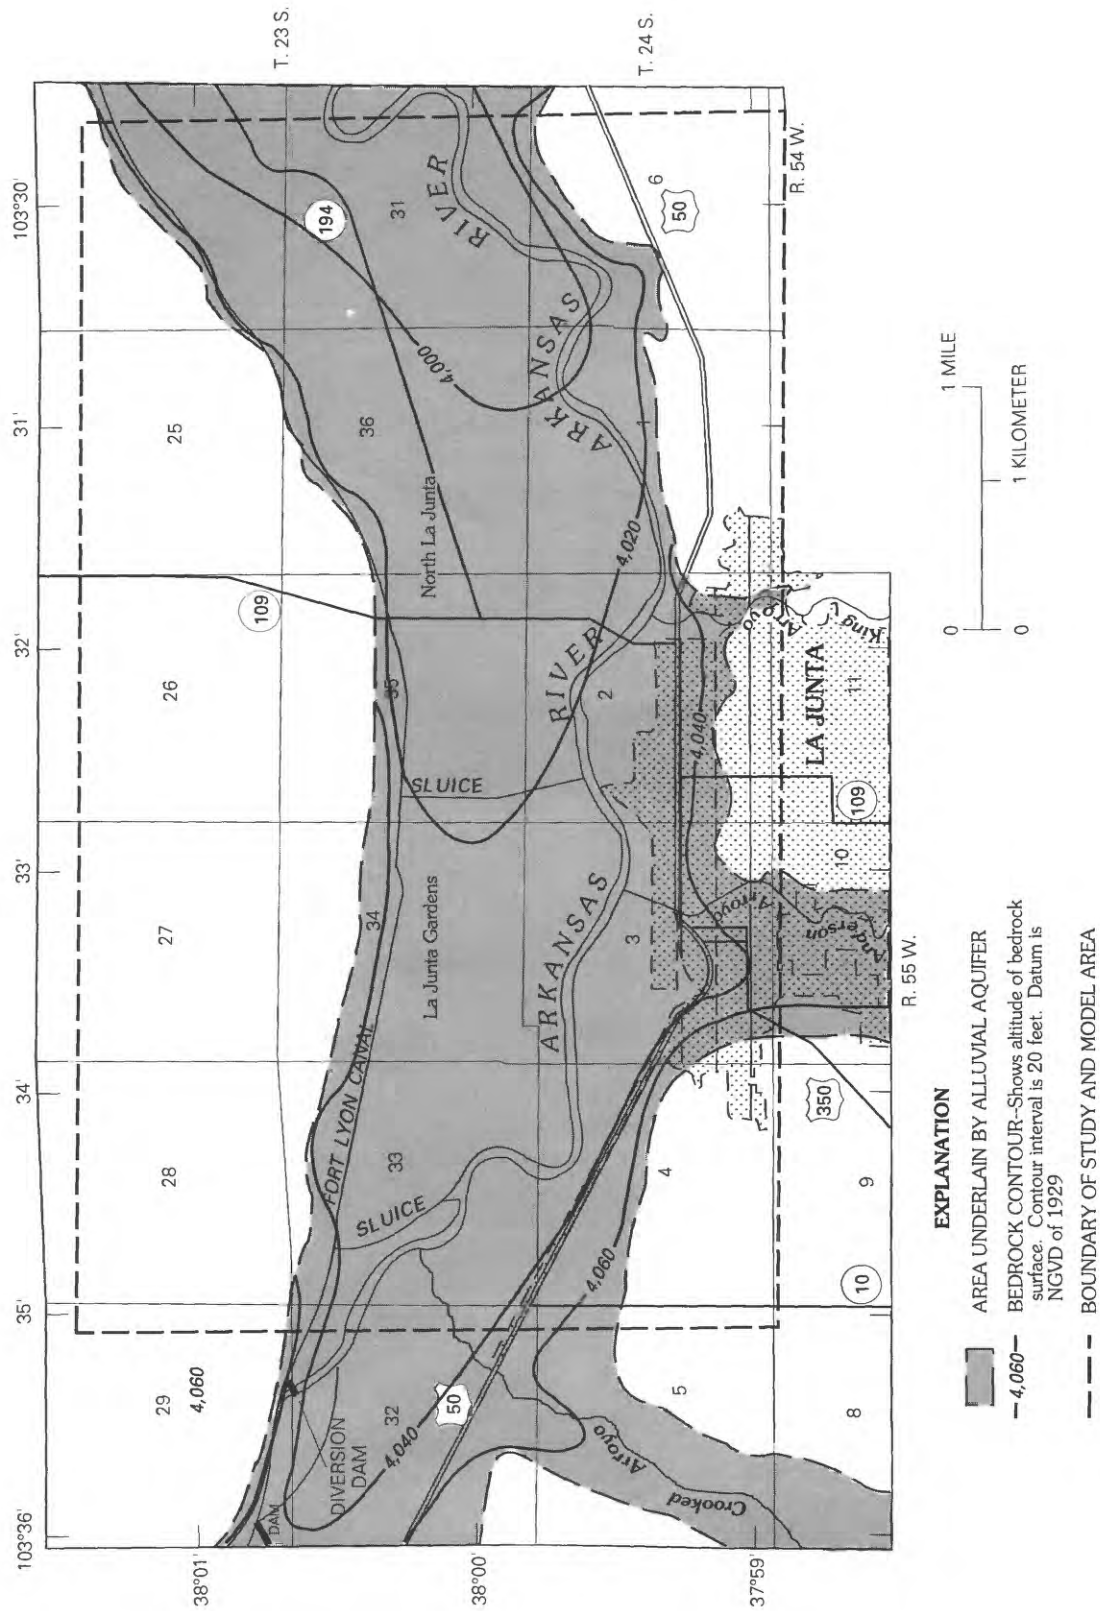 103°36'
35'
34'
33'
32'
31'
103°30'
38°01'
38°00'
37°59'
T. 23 S.
T. 24 S.
R. 55 W.
R. 54 W.
29
4,060
28
27
26
25
DAM
DIVERSION
DAM
32
4,040
50
SLUICE
33
FORT LYON CANAL
34
La Junta Gardens
SLUICE
35
109
North La Junta
36
4,000
194
31
ARKANSAS
RIVER
ARKANSAS
RIVER
Crooked
Arroyo
5
8
4,060
4
9
10
350
3
Anderson
Arroyo
10
109
2
4,040
4,020
LA JUNTA
11
King
Arroyo
1
6
50
0
1 MILE
0
1 KILOMETER
EXPLANATION
AREA UNDERLAIN BY ALLUVIAL AQUIFER
—4,060— BEDROCK CONTOUR--Shows altitude of bedrock
surface. Contour interval is 20 feet. Datum is
NGVD of 1929
BOUNDARY OF STUDY AND MODEL AREA